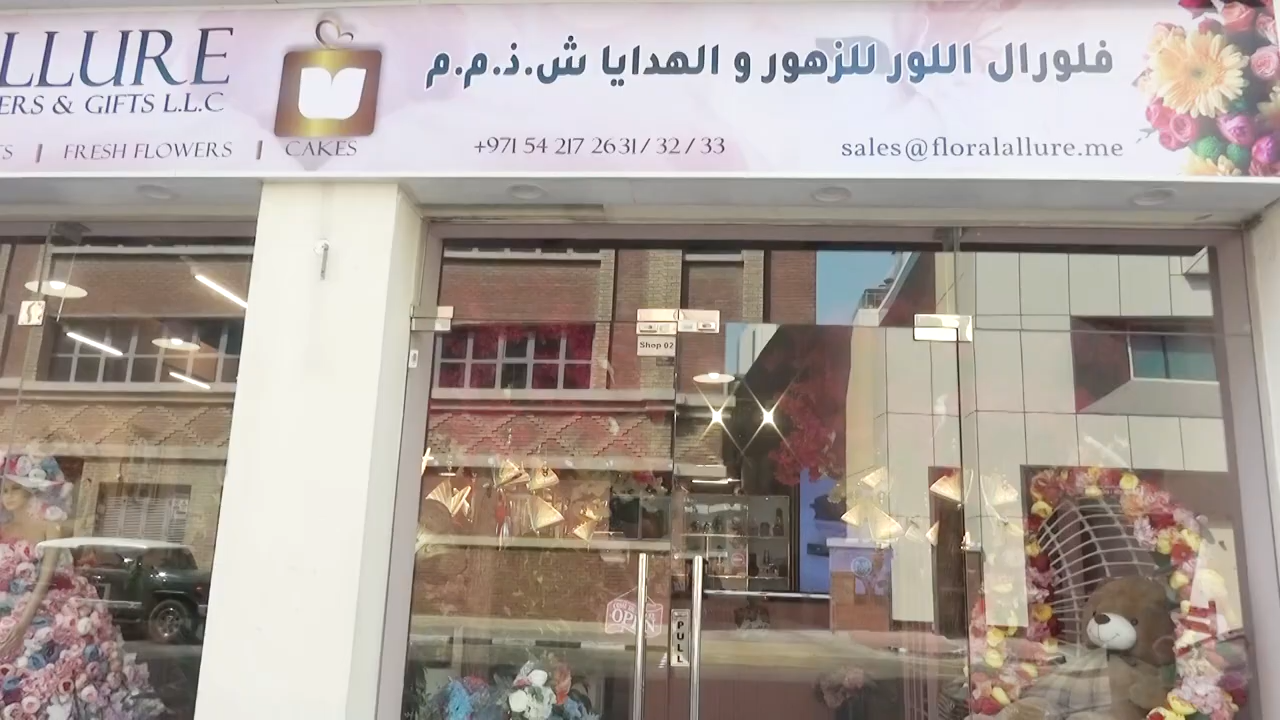 ALLURE
ERS & GIFTS L.L.C
FRESH FLOWERS | CAKES
فلورال اللور للزهور و الهدايا ش.ذ.م.م
+971 54 217 2631 / 32 / 33
sales@floralallure.me
Shop 02
OPEN
PULL